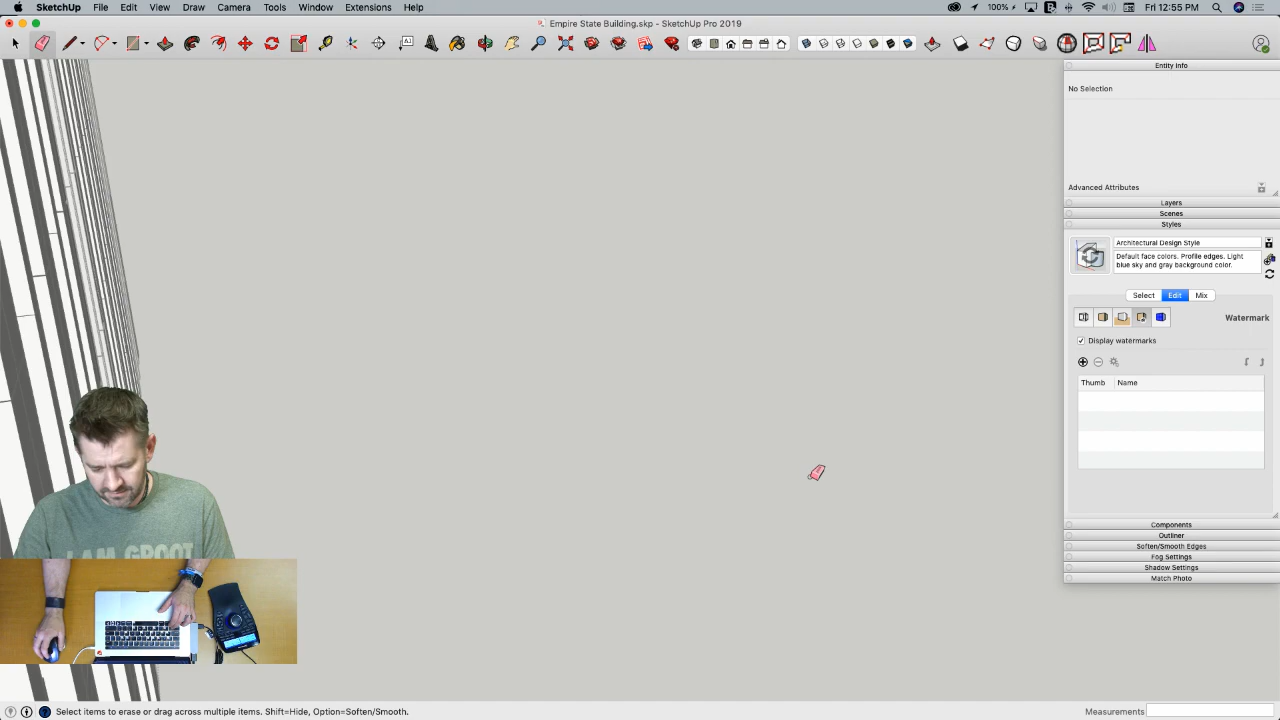 SketchUp File Edit View Draw Camera Tools Window Extensions Help
100% Fri 12:55 PM
Empire State Building.skp - SketchUp Pro 2019
Entity Info
No Selection
Advanced Attributes
Layers
Scenes
Styles
Architectural Design Style
Default face colors. Profile edges. Light
blue sky and gray background color.
Select Edit Mix
Watermark
Display watermarks
Thumb Name
Components
Outliner
Soften/Smooth Edges
Fog Settings
Shadow Settings
Match Photo
I AM GROOT
Select items to erase or drag across multiple items. Shift=Hide, Option=Soften/Smooth.
Measurements